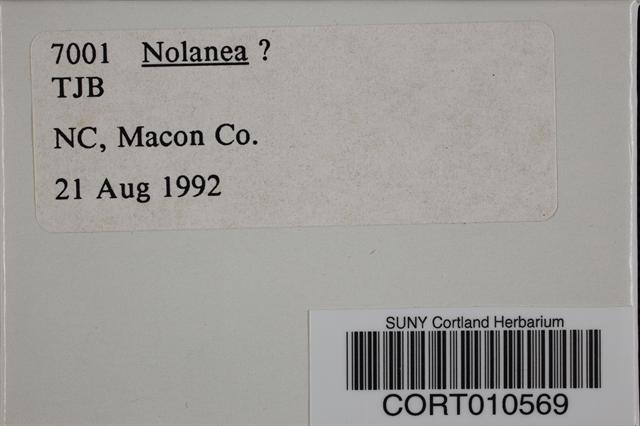 7001 Nolanea ?
TJB
NC, Macon Co.
21 Aug 1992
SUNY Cortland Herbarium
CORT010569